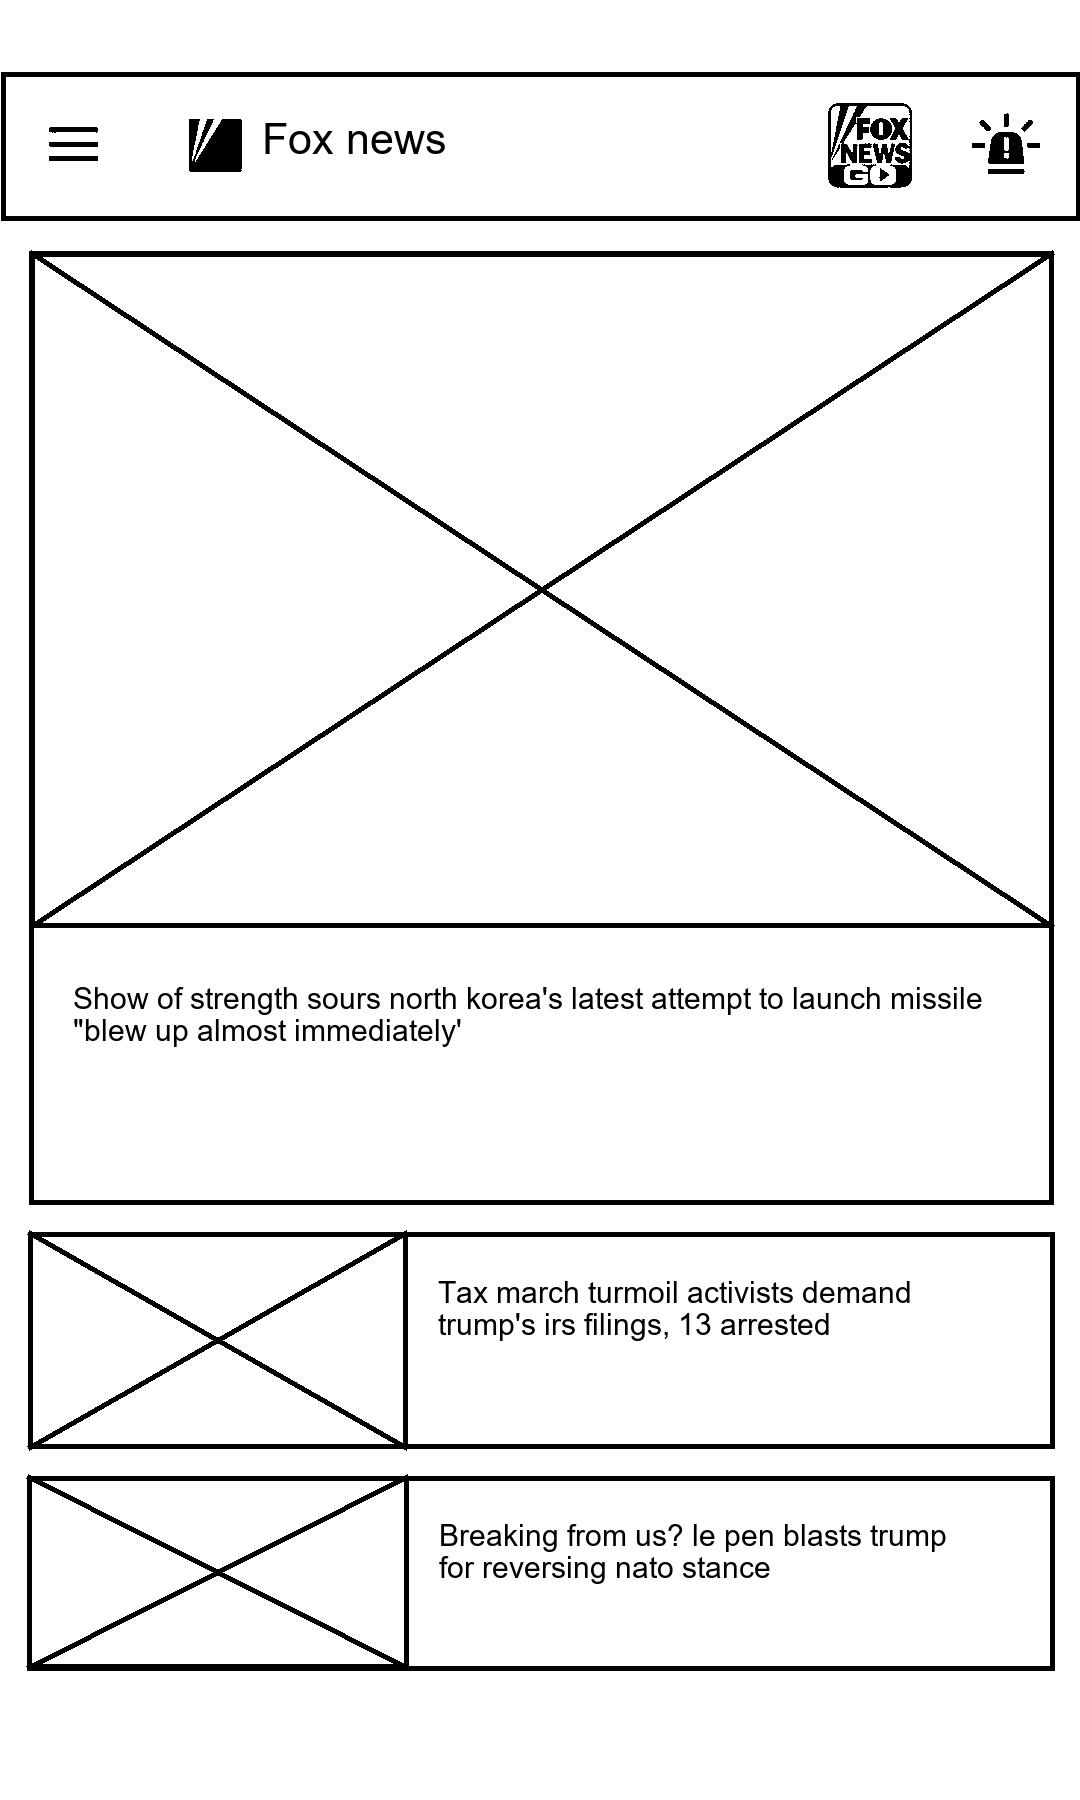 Fox news
FOX
NEWS
GO
Show of strength sours north korea's latest attempt to launch missile
"blew up almost immediately'
Tax march turmoil activists demand
trump's irs filings, 13 arrested
Breaking from us? le pen blasts trump
for reversing nato stance